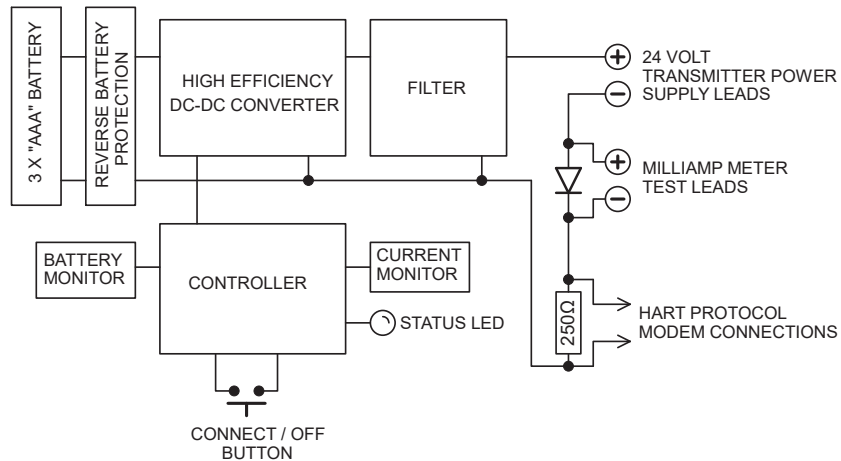 3 X "AAA" BATTERY
REVERSE BATTERY
PROTECTION
HIGH EFFICIENCY
DC-DC CONVERTER
FILTER
+
24 VOLT
TRANSMITTER POWER
SUPPLY LEADS
−
+
MILLIAMP METER
TEST LEADS
−
BATTERY
MONITOR
CONTROLLER
CURRENT
MONITOR
STATUS LED
250Ω
HART PROTOCOL
MODEM CONNECTIONS
CONNECT / OFF
BUTTON